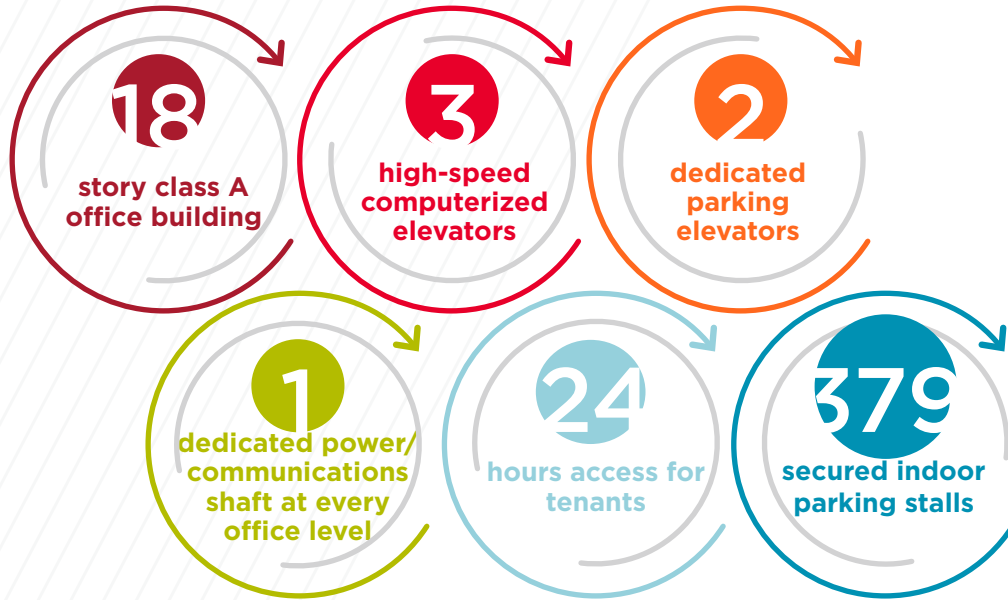 18
story class A
office building
3
high-speed
computerized
elevators
2
dedicated
parking
elevators
1
dedicated power/
communications
shaft at every
office level
24
hours access for
tenants
379
secured indoor
parking stalls